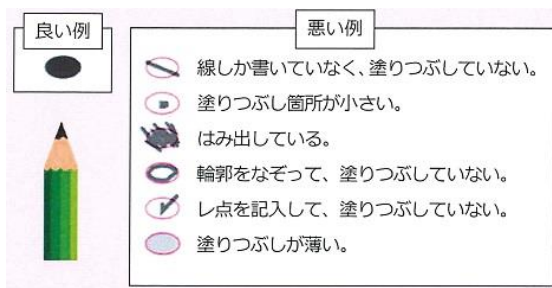 良い例
悪い例
線しか書いていなく、塗りつぶしていない。
塗りつぶし箇所が小さい。
はみ出している。
輪郭をなぞって、塗りつぶしていない。
レ点を記入して、塗りつぶしていない。
塗りつぶしが薄い。